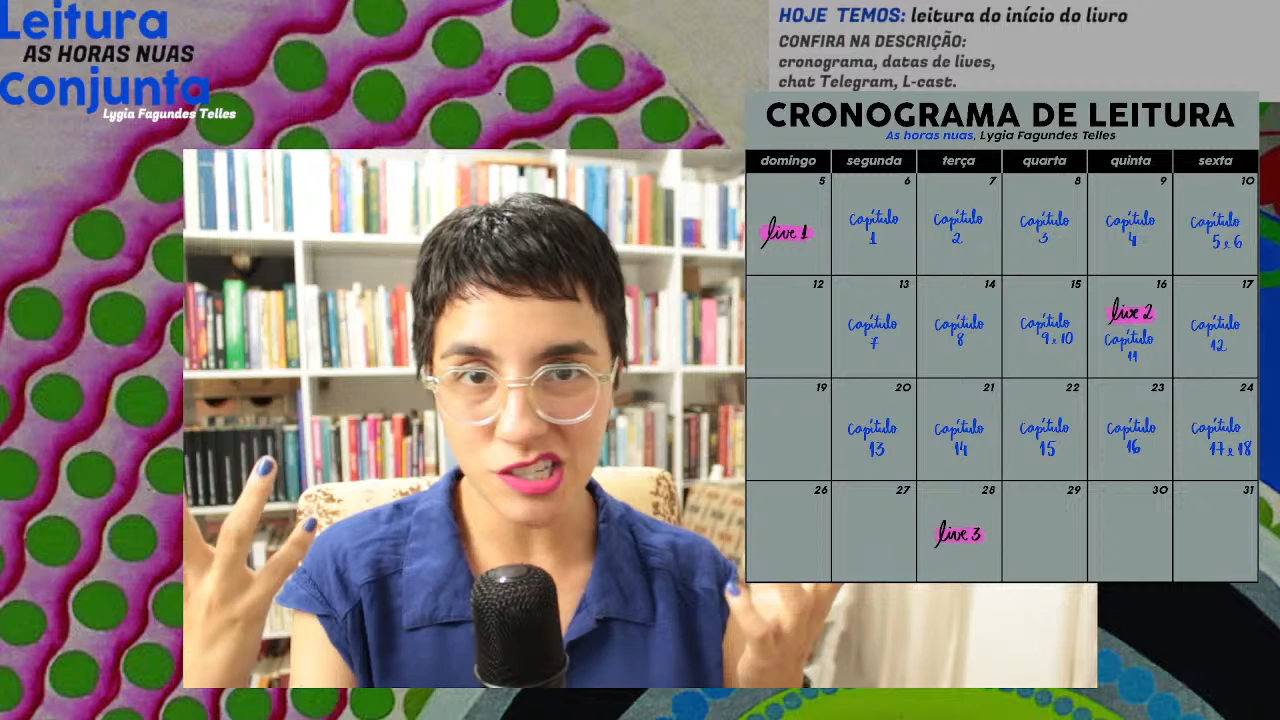 Leitura
AS HORAS NUAS
Conjunta
Lygia Fagundes Telles
HOJE TEMOS: leitura do início do livro
CONFIRA NA DESCRIÇÃO:
cronograma, datas de lives,
chat Telegram, L-cast.
CRONOGRAMA DE LEITURA
As horas nuas, Lygia Fagundes Telles
domingo segunda terça quarta quinta sexta
5 6 7 8 9 10
live 1 Capítulo 1 Capítulo 2 Capítulo 3 Capítulo 4 Capítulo 5 e 6
12 13 14 15 16 17
Capítulo 7 Capítulo 8 Capítulo 9 e 10 live 2 Capítulo 11 Capítulo 12
19 20 21 22 23 24
Capítulo 13 Capítulo 14 Capítulo 15 Capítulo 16 Capítulo 17 e 18
26 27 28 29 30 31
live 3